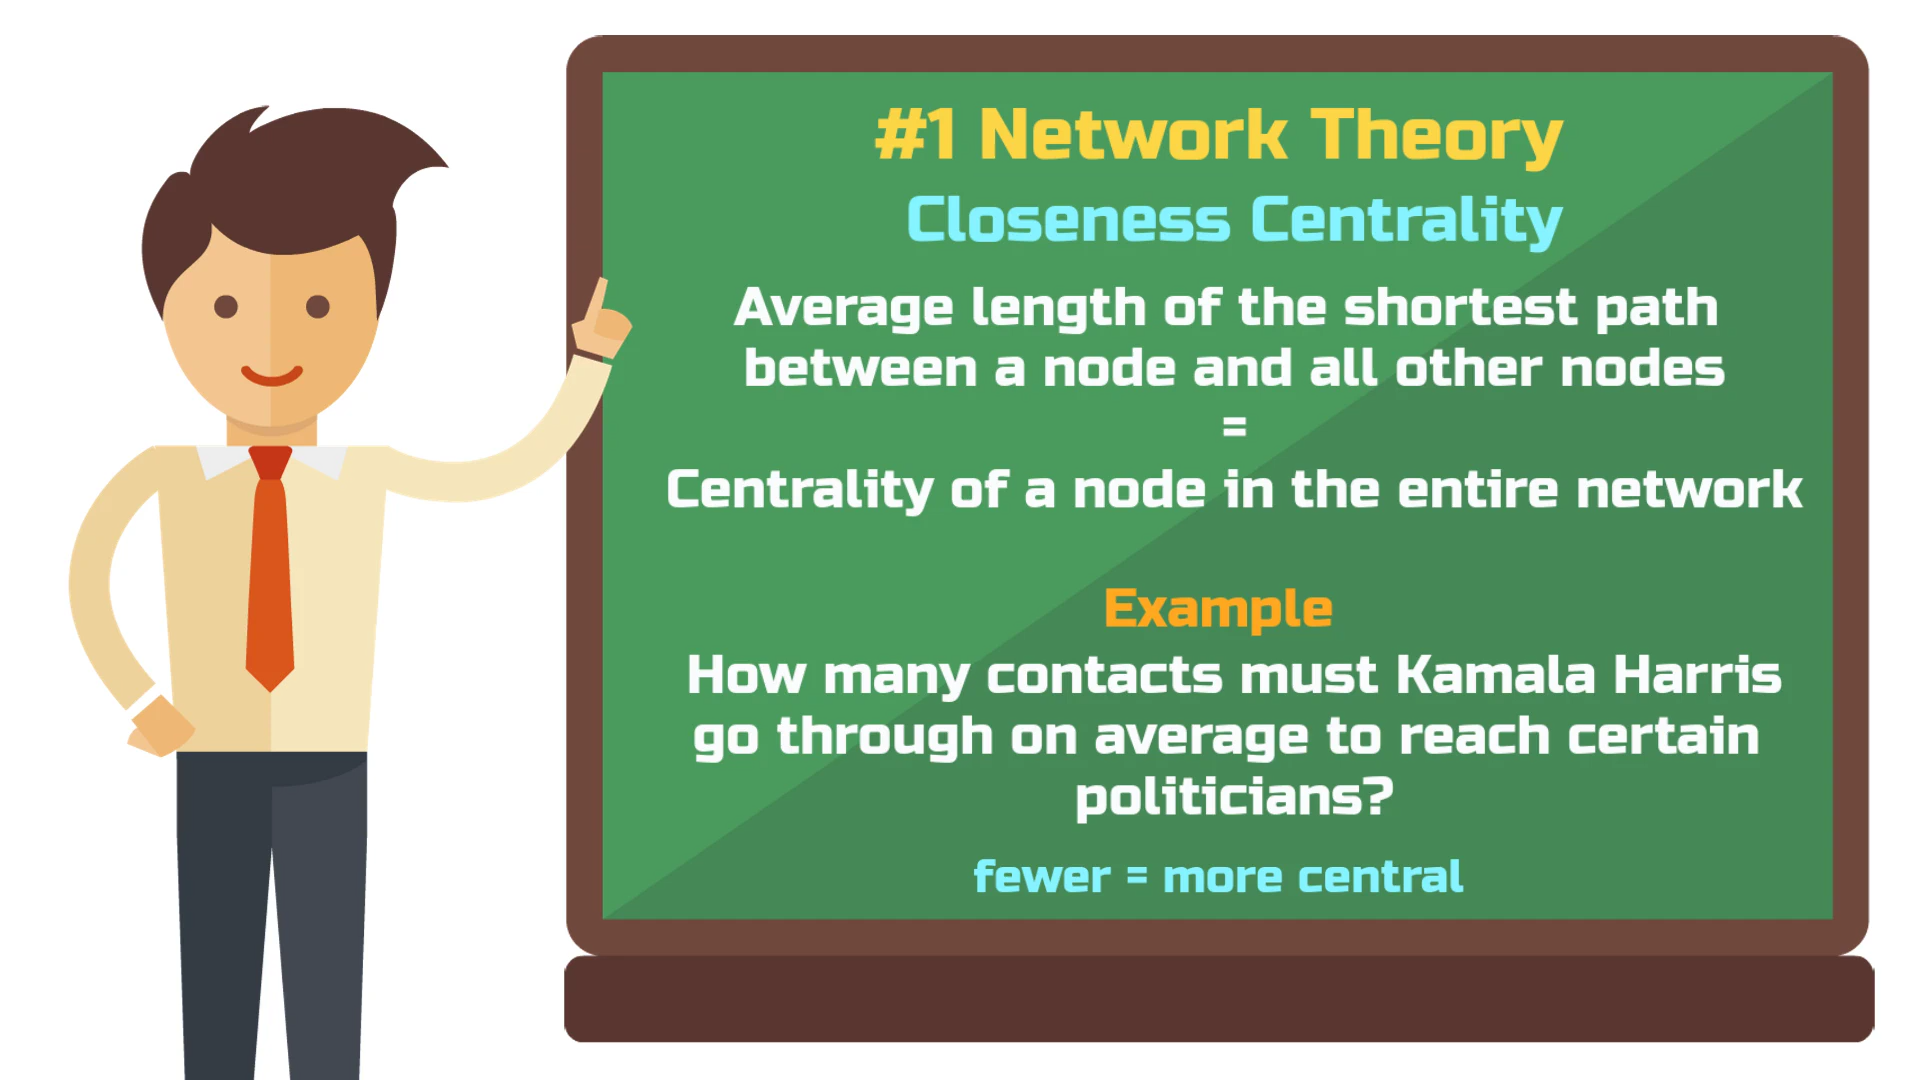 #1 Network Theory
Closeness Centrality
Average length of the shortest path
between a node and all other nodes
=
Centrality of a node in the entire network
Example
How many contacts must Kamala Harris
go through on average to reach certain
politicians?
fewer = more central